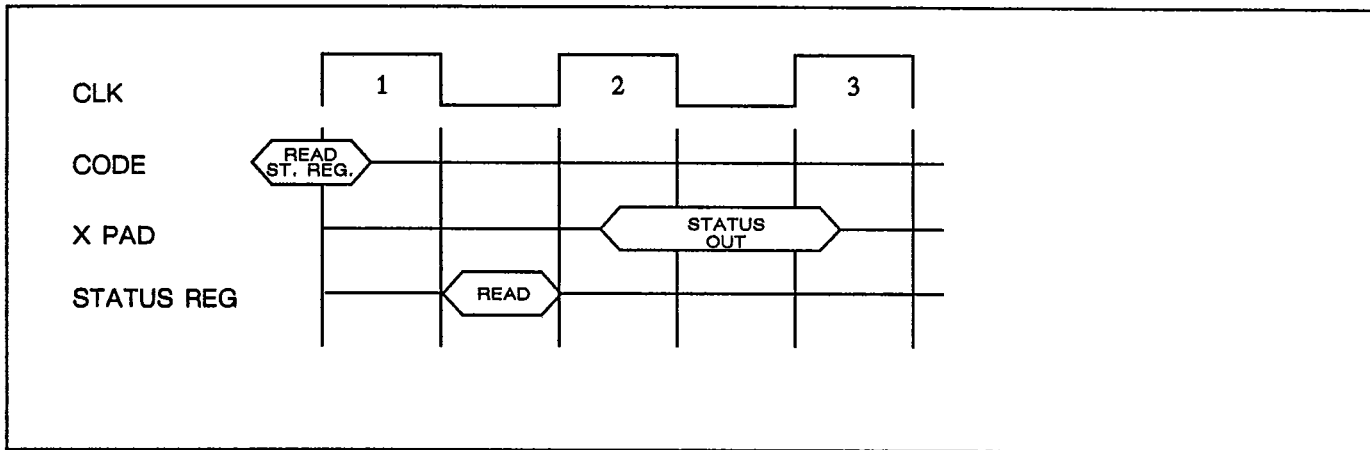 CLK
1
2
3
CODE
READ
ST. REG.
X PAD
STATUS
OUT
STATUS REG
READ